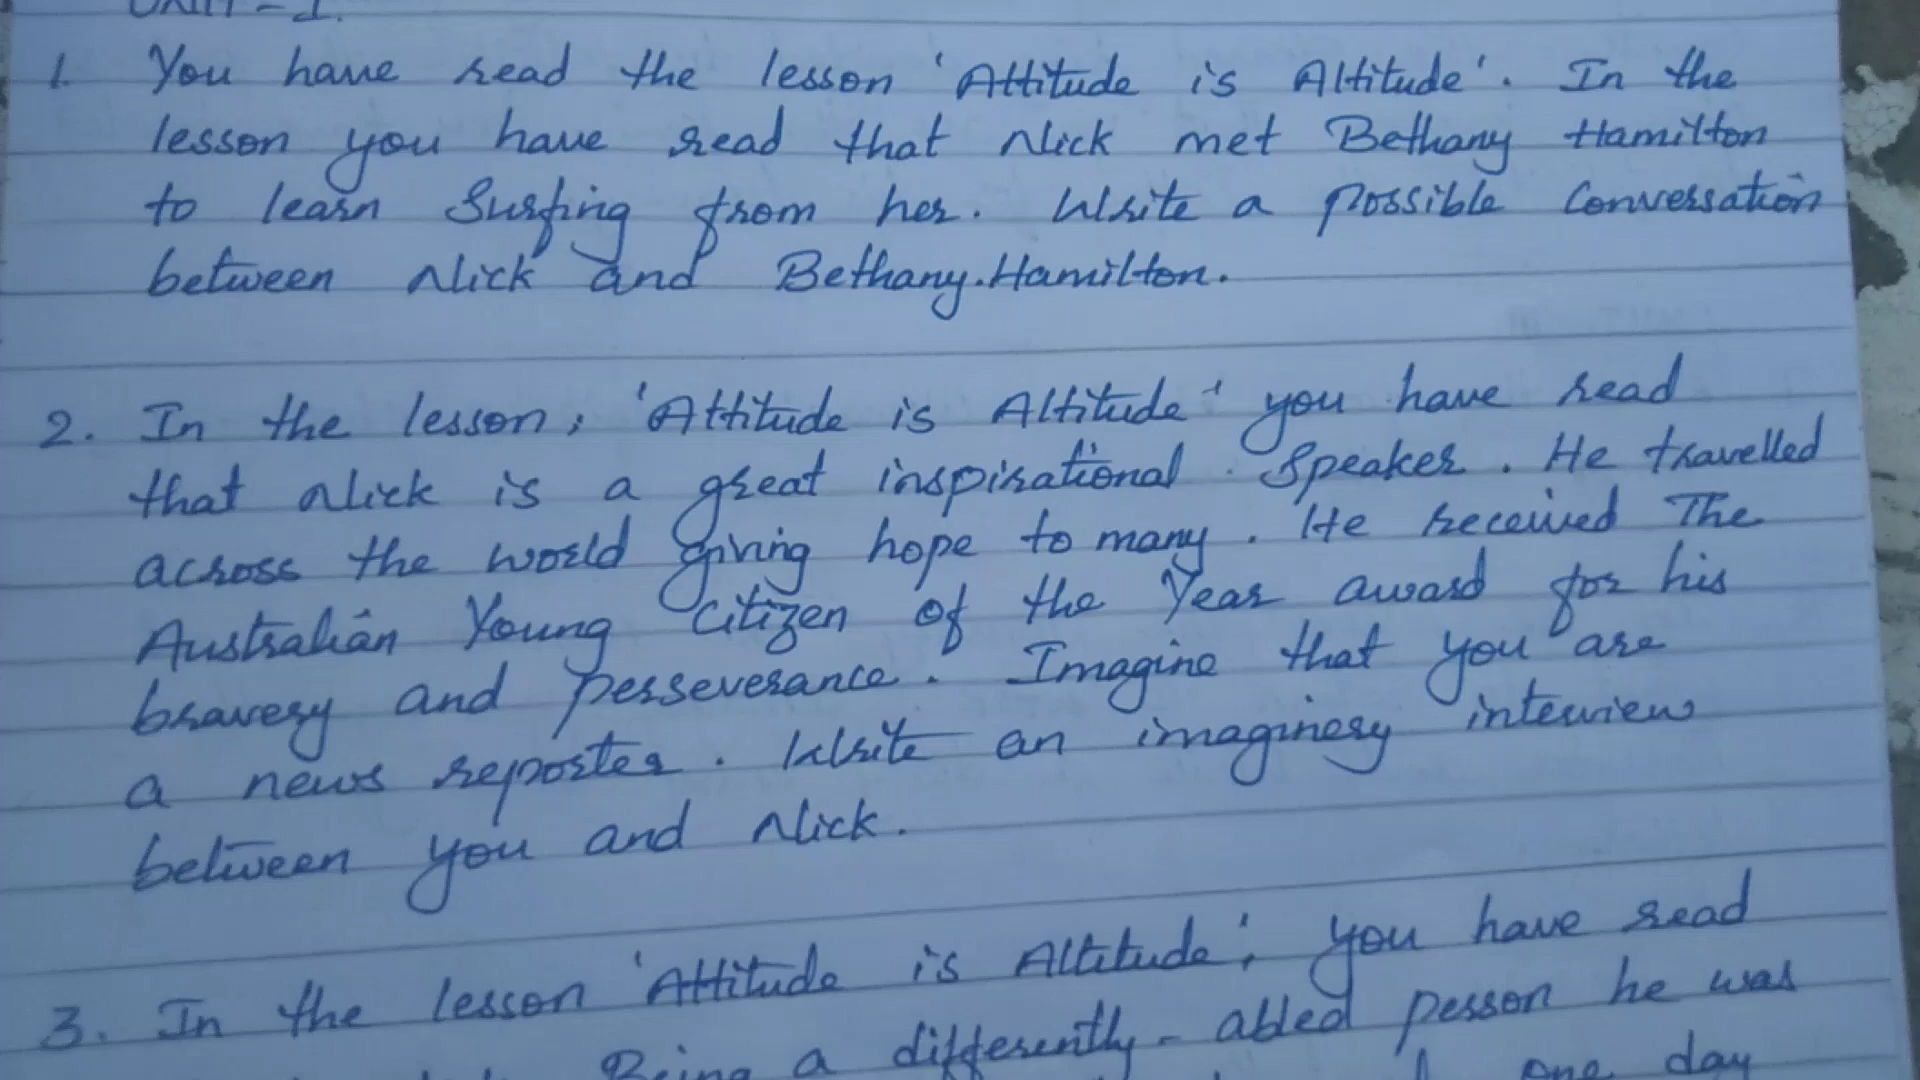 UNIT - I.
1. You have read the lesson 'Attitude is Altitude'. In the
lesson you have read that Nick met Bethany Hamilton
to learn Surfing from her. Write a possible conversation
between Nick and Bethany.Hamilton.
2. In the lesson, 'Attitude is Altitude' you have read
that Nick is a great inspirational Speaker. He travelled
across the world giving hope to many. He received The
Australian Young Citizen of the Year award for his
bravery and perseverance. Imagine that you are
a news reporter. Write an imaginery interview
between you and Nick.
3. In the lesson 'Attitude is Altitude', you have read
Being a differently-abled person he was
one day